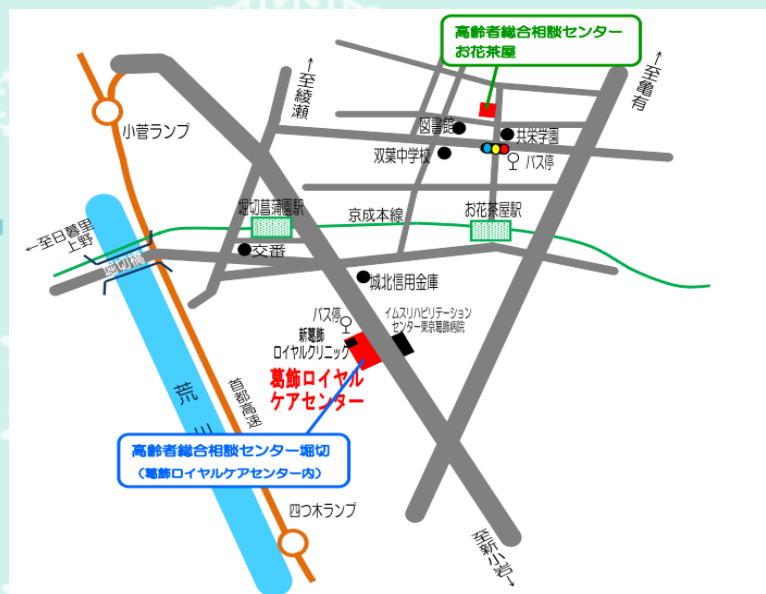 高齢者総合相談センター
お花茶屋
←至亀有
←至綾瀬
小菅ランプ
図書館
共栄学園
双葉中学校
バス停
堀切菖蒲園駅
京成本線
お花茶屋駅
←至日暮里
上野
堀切橋
交番
城北信用金庫
バス停
イムスリハビリテーション
センター東京葛飾病院
新葛飾
ロイヤルクリニック
葛飾ロイヤル
ケアセンター
荒川
首都高速
高齢者総合相談センター堀切
（葛飾ロイヤルケアセンター内）
四つ木ランプ
至新小岩→